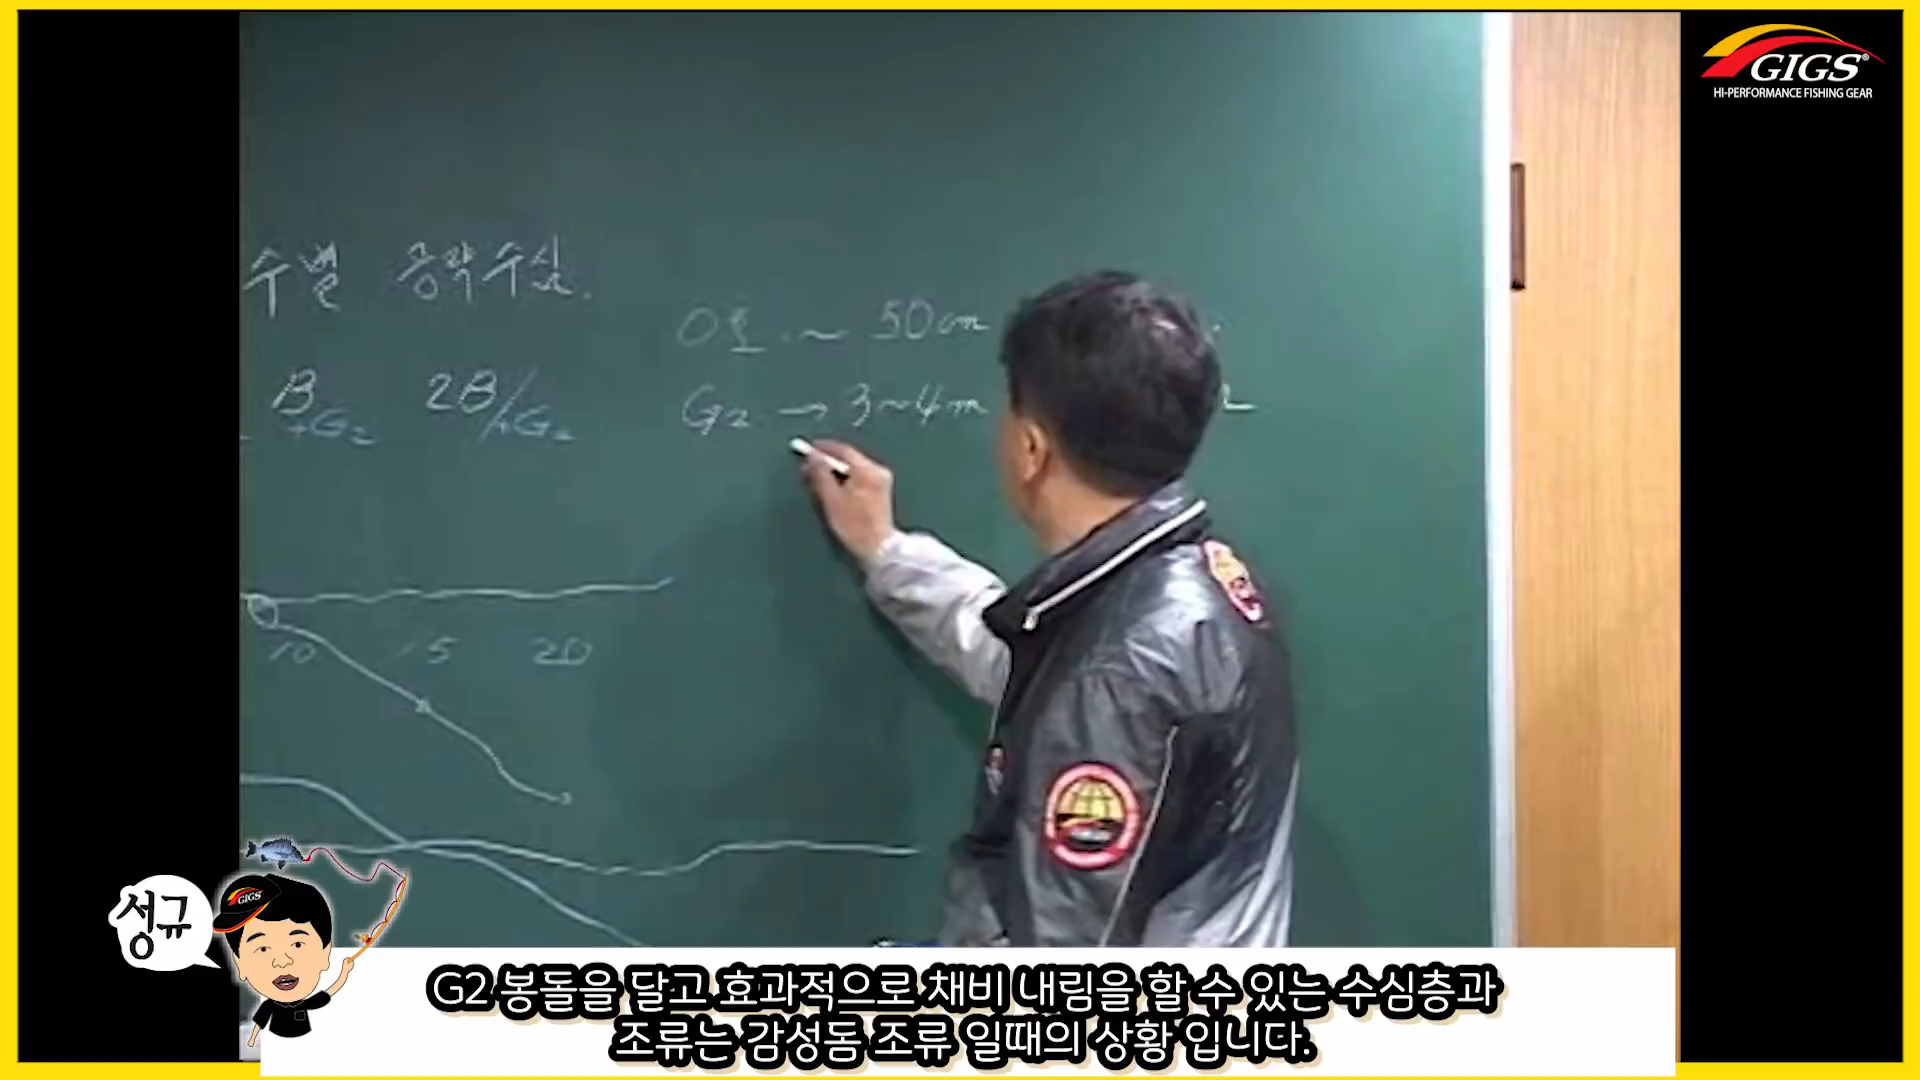 GIGS®
HI-PERFORMANCE FISHING GEAR
수별 공략수심.
0호 . ~ 50cm
B+G2 2B/+G2
G2 → 3~4m
10 15 20
성규
GIGS
G2 봉돌을 달고 효과적으로 채비 내림을 할 수 있는 수심층과
조류는 감성돔 조류 일때의 상황 입니다.